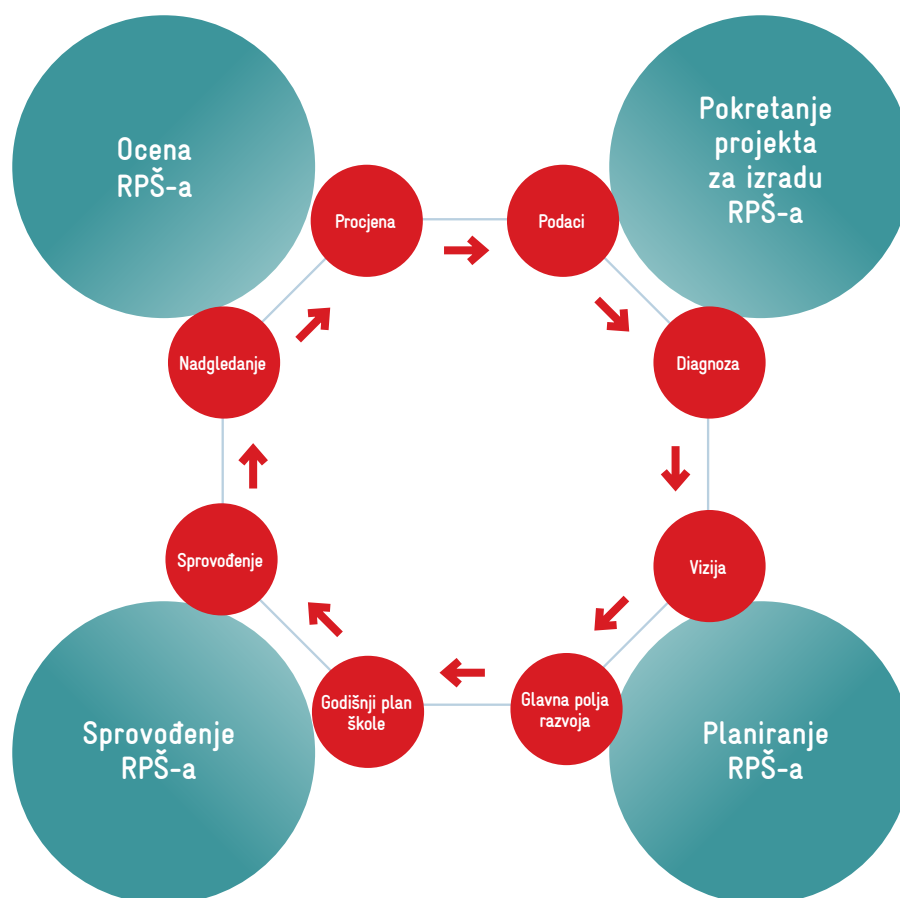 Ocena
RPŠ-a
Pokretanje
projekta
za izradu
RPŠ-a
Procjena
Podaci
Nadgledanje
Diagnoza
Sprovođenje
Vizija
Godišnji plan
škole
Glavna polja
razvoja
Sprovođenje
RPŠ-a
Planiranje
RPŠ-a